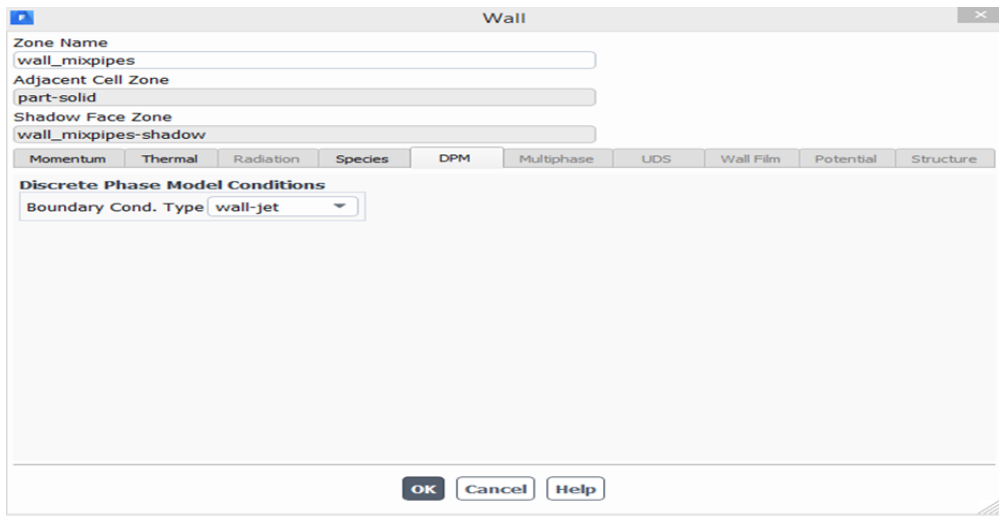 Wall
Zone Name
wall_mixpipes
Adjacent Cell Zone
part-solid
Shadow Face Zone
wall_mixpipes-shadow
Momentum Thermal Radiation Species DPM Multiphase UDS Wall Film Potential Structure
Discrete Phase Model Conditions
Boundary Cond. Type wall-jet
OK Cancel Help